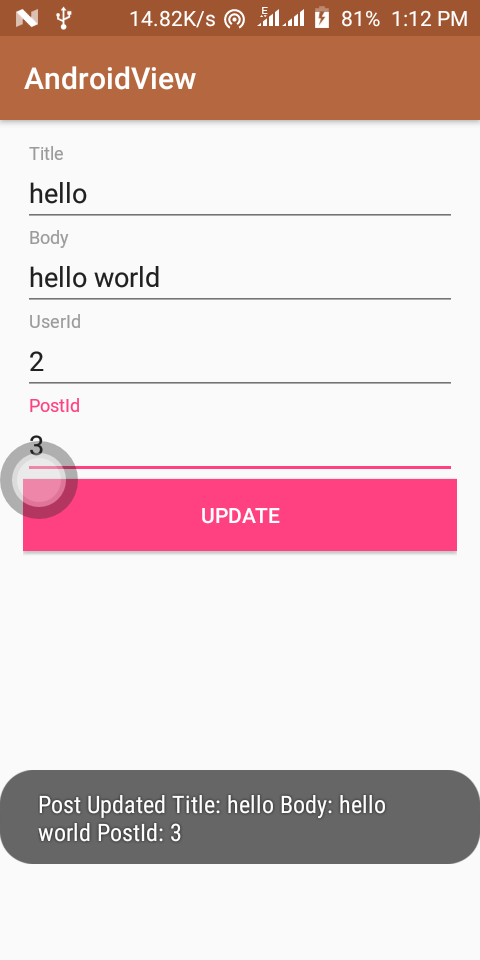 14.82K/s E 81% 1:12 PM
AndroidView
Title
hello
Body
hello world
UserId
2
PostId
3
UPDATE
Post Updated Title: hello Body: hello
world PostId: 3